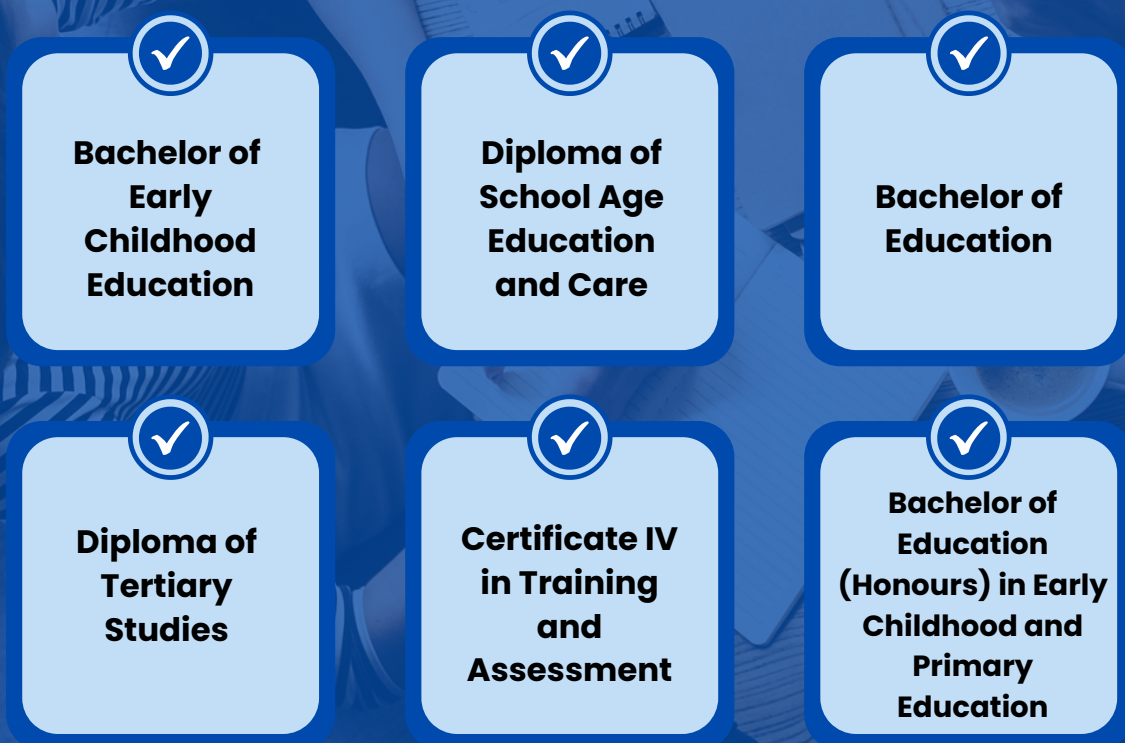 Bachelor of
Early
Childhood
Education
Diploma of
School Age
Education
and Care
Bachelor of
Education
Diploma of
Tertiary
Studies
Certificate IV
in Training
and
Assessment
Bachelor of
Education
(Honours) in Early
Childhood and
Primary
Education